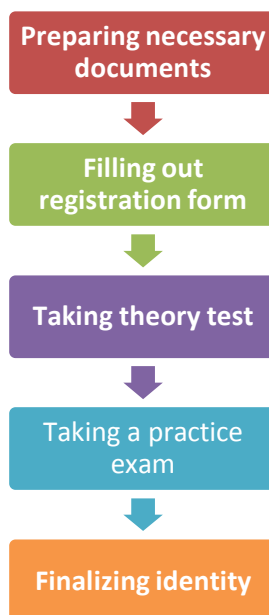 Preparing necessary
documents
Filling out
registration form
Taking theory test
Taking a practice
exam
Finalizing identity